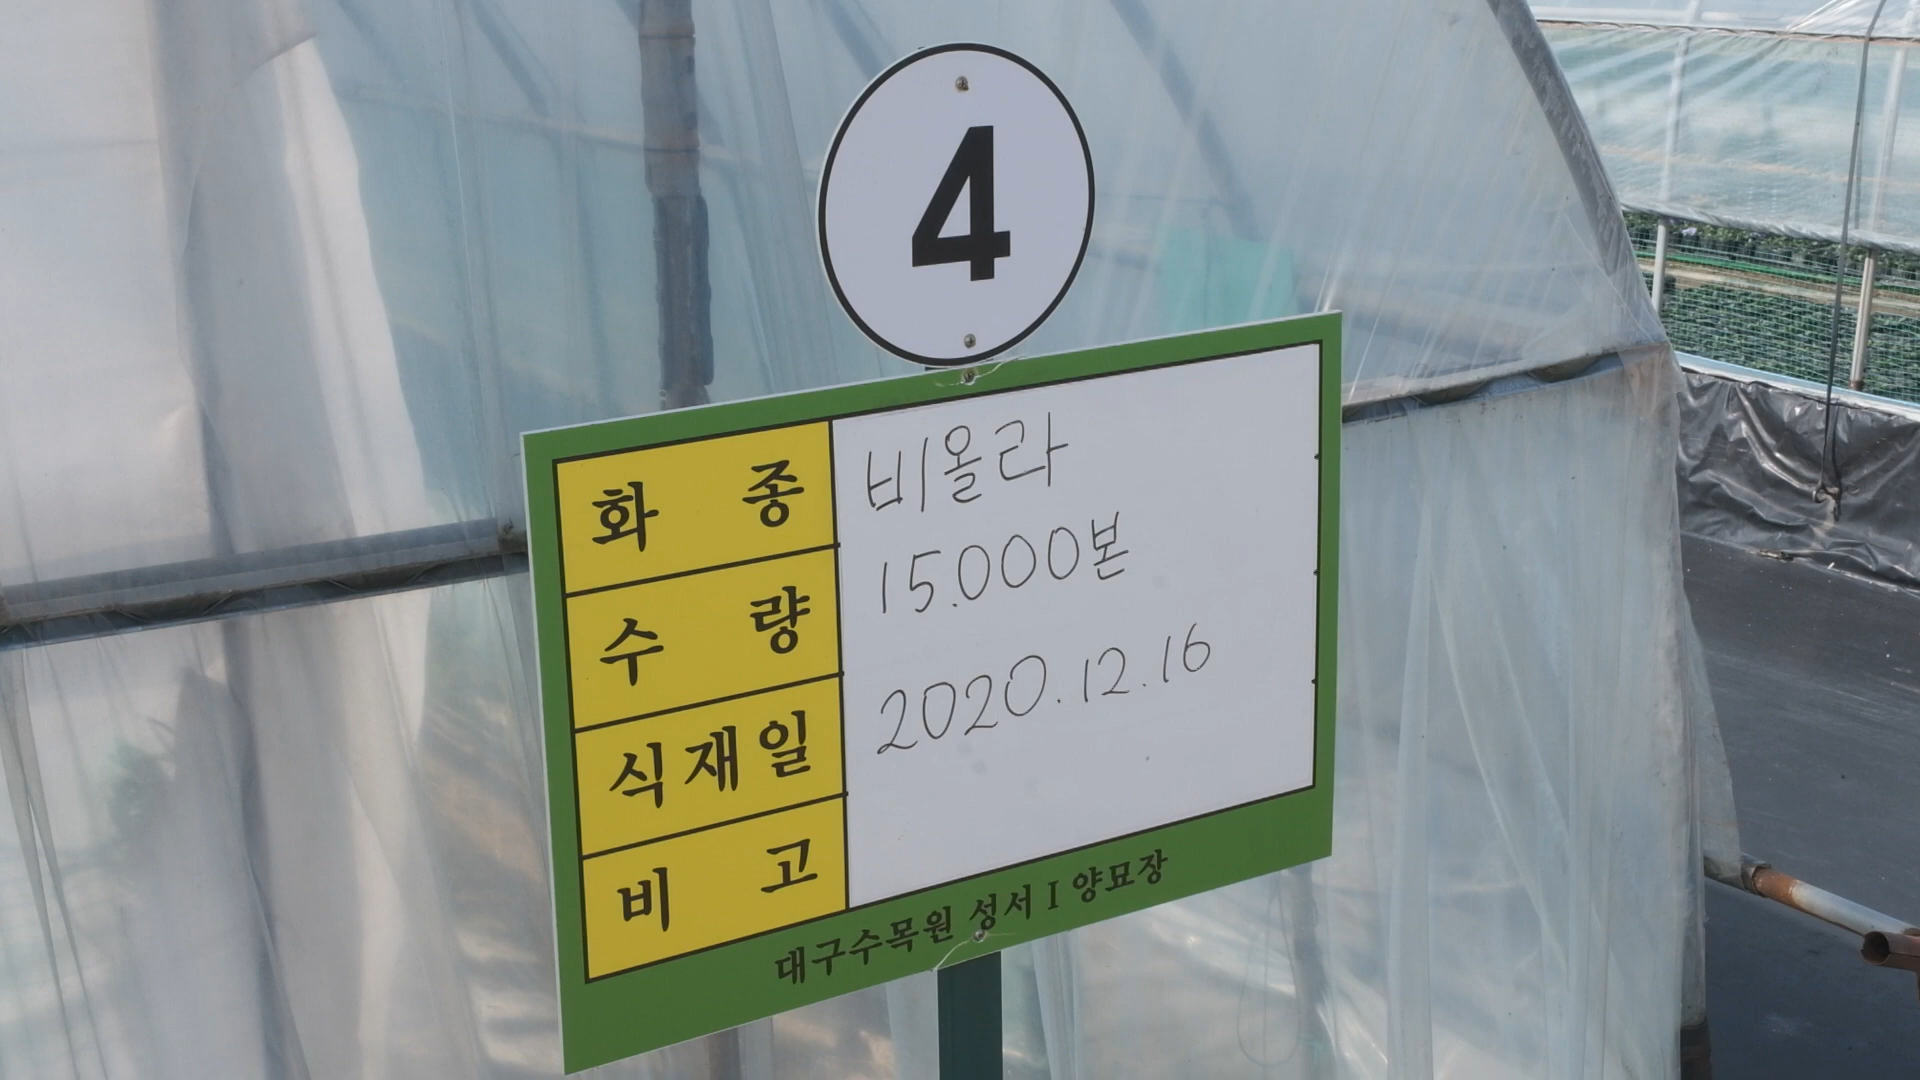 4
화 종 비올라
수 량 15.000본
식재일 2020.12.16
비 고
대구수목원 성서 I 양묘장